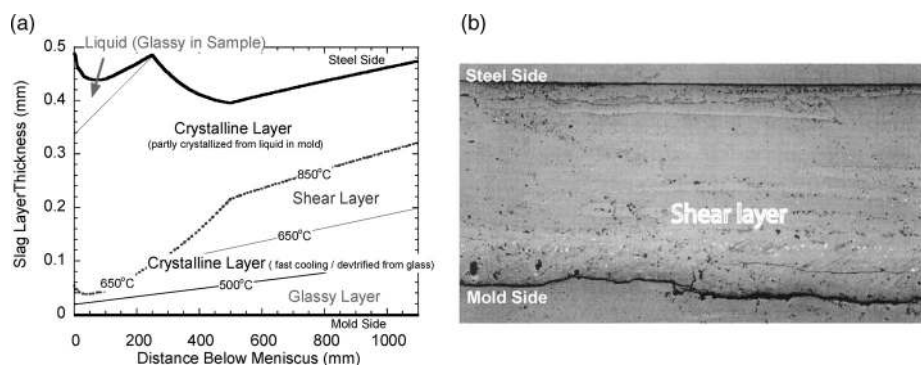 (a)
0.5
0.4
0.3
0.2
0.1
0
Slag LayerThickness (mm)
Liquid (Glassy in Sample)
Steel Side
Crystalline Layer
(partly crystallized from liquid in mold)
850°C
Shear Layer
650°C
650°C
Crystalline Layer ( fast cooling / devtrified from glass)
500°C
Glassy Layer
Mold Side
0 200 400 600 800 1000
Distance Below Meniscus (mm)
(b)
Steel Side
Shear layer
Mold Side